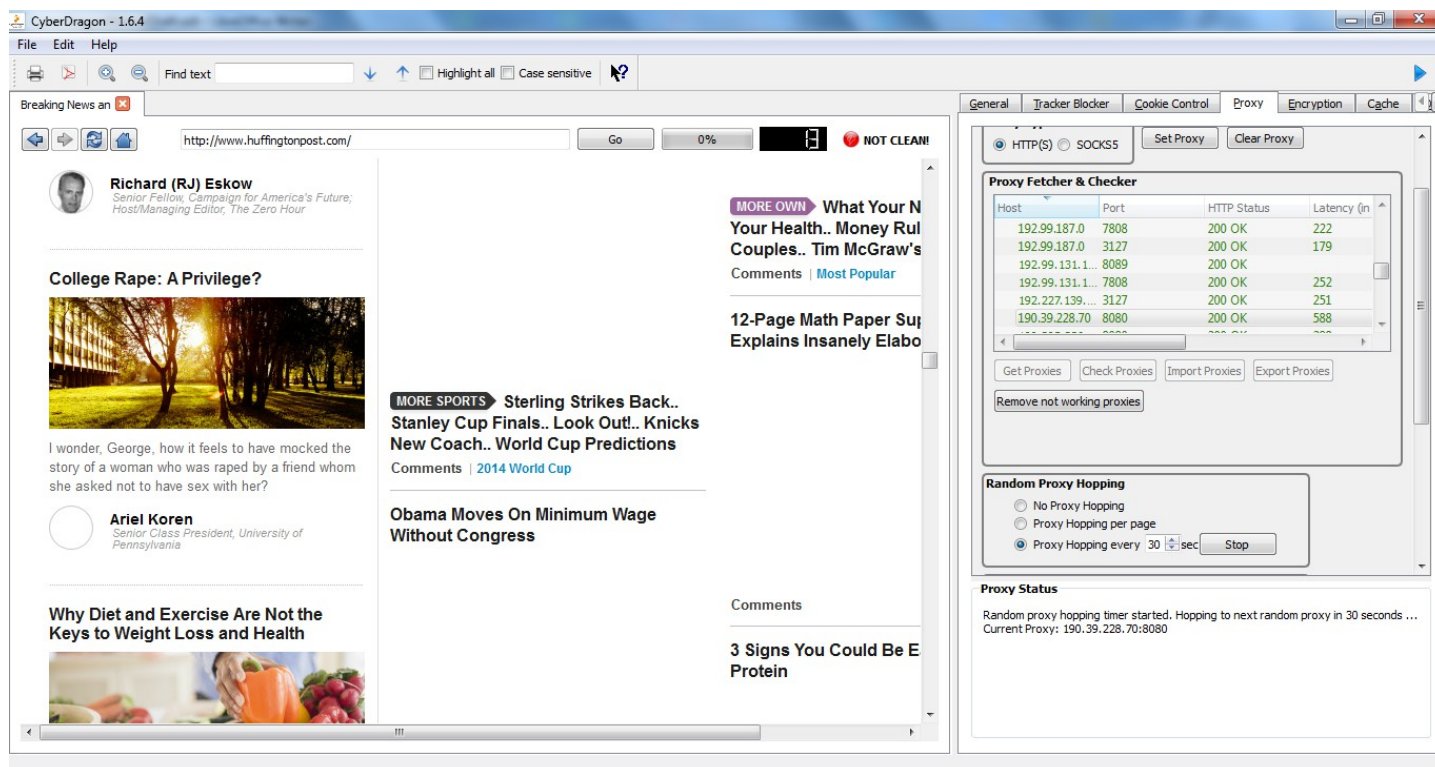 CyberDragon - 1.6.4
File Edit Help
Find text
Highlight all
Case sensitive
Breaking News an
http://www.huffingtonpost.com/
Go
0%
13
NOT CLEAN!
Richard (RJ) Eskow
Senior Fellow, Campaign for America's Future;
Host/Managing Editor, The Zero Hour
College Rape: A Privilege?
I wonder, George, how it feels to have mocked the
story of a woman who was raped by a friend whom
she asked not to have sex with her?
Ariel Koren
Senior Class President, University of
Pennsylvania
Why Diet and Exercise Are Not the
Keys to Weight Loss and Health
MORE SPORTS Sterling Strikes Back..
Stanley Cup Finals.. Look Out!.. Knicks
New Coach.. World Cup Predictions
Comments | 2014 World Cup
Obama Moves On Minimum Wage
Without Congress
MORE OWN What Your N
Your Health.. Money Rul
Couples.. Tim McGraw's
Comments | Most Popular
12-Page Math Paper Sup
Explains Insanely Elabo
Comments
3 Signs You Could Be E
Protein
General Tracker Blocker Cookie Control Proxy Encryption Cache
HTTP(S) SOCKS5 Set Proxy Clear Proxy
Proxy Fetcher & Checker
Host Port HTTP Status Latency (in
192.99.187.0 7808 200 OK 222
192.99.187.0 3127 200 OK 179
192.99.131.1... 8089 200 OK
192.99.131.1... 7808 200 OK 252
192.227.139.... 3127 200 OK 251
190.39.228.70 8080 200 OK 588
Get Proxies Check Proxies Import Proxies Export Proxies
Remove not working proxies
Random Proxy Hopping
No Proxy Hopping
Proxy Hopping per page
Proxy Hopping every 30 sec Stop
Proxy Status
Random proxy hopping timer started. Hopping to next random proxy in 30 seconds ...
Current Proxy: 190.39.228.70:8080